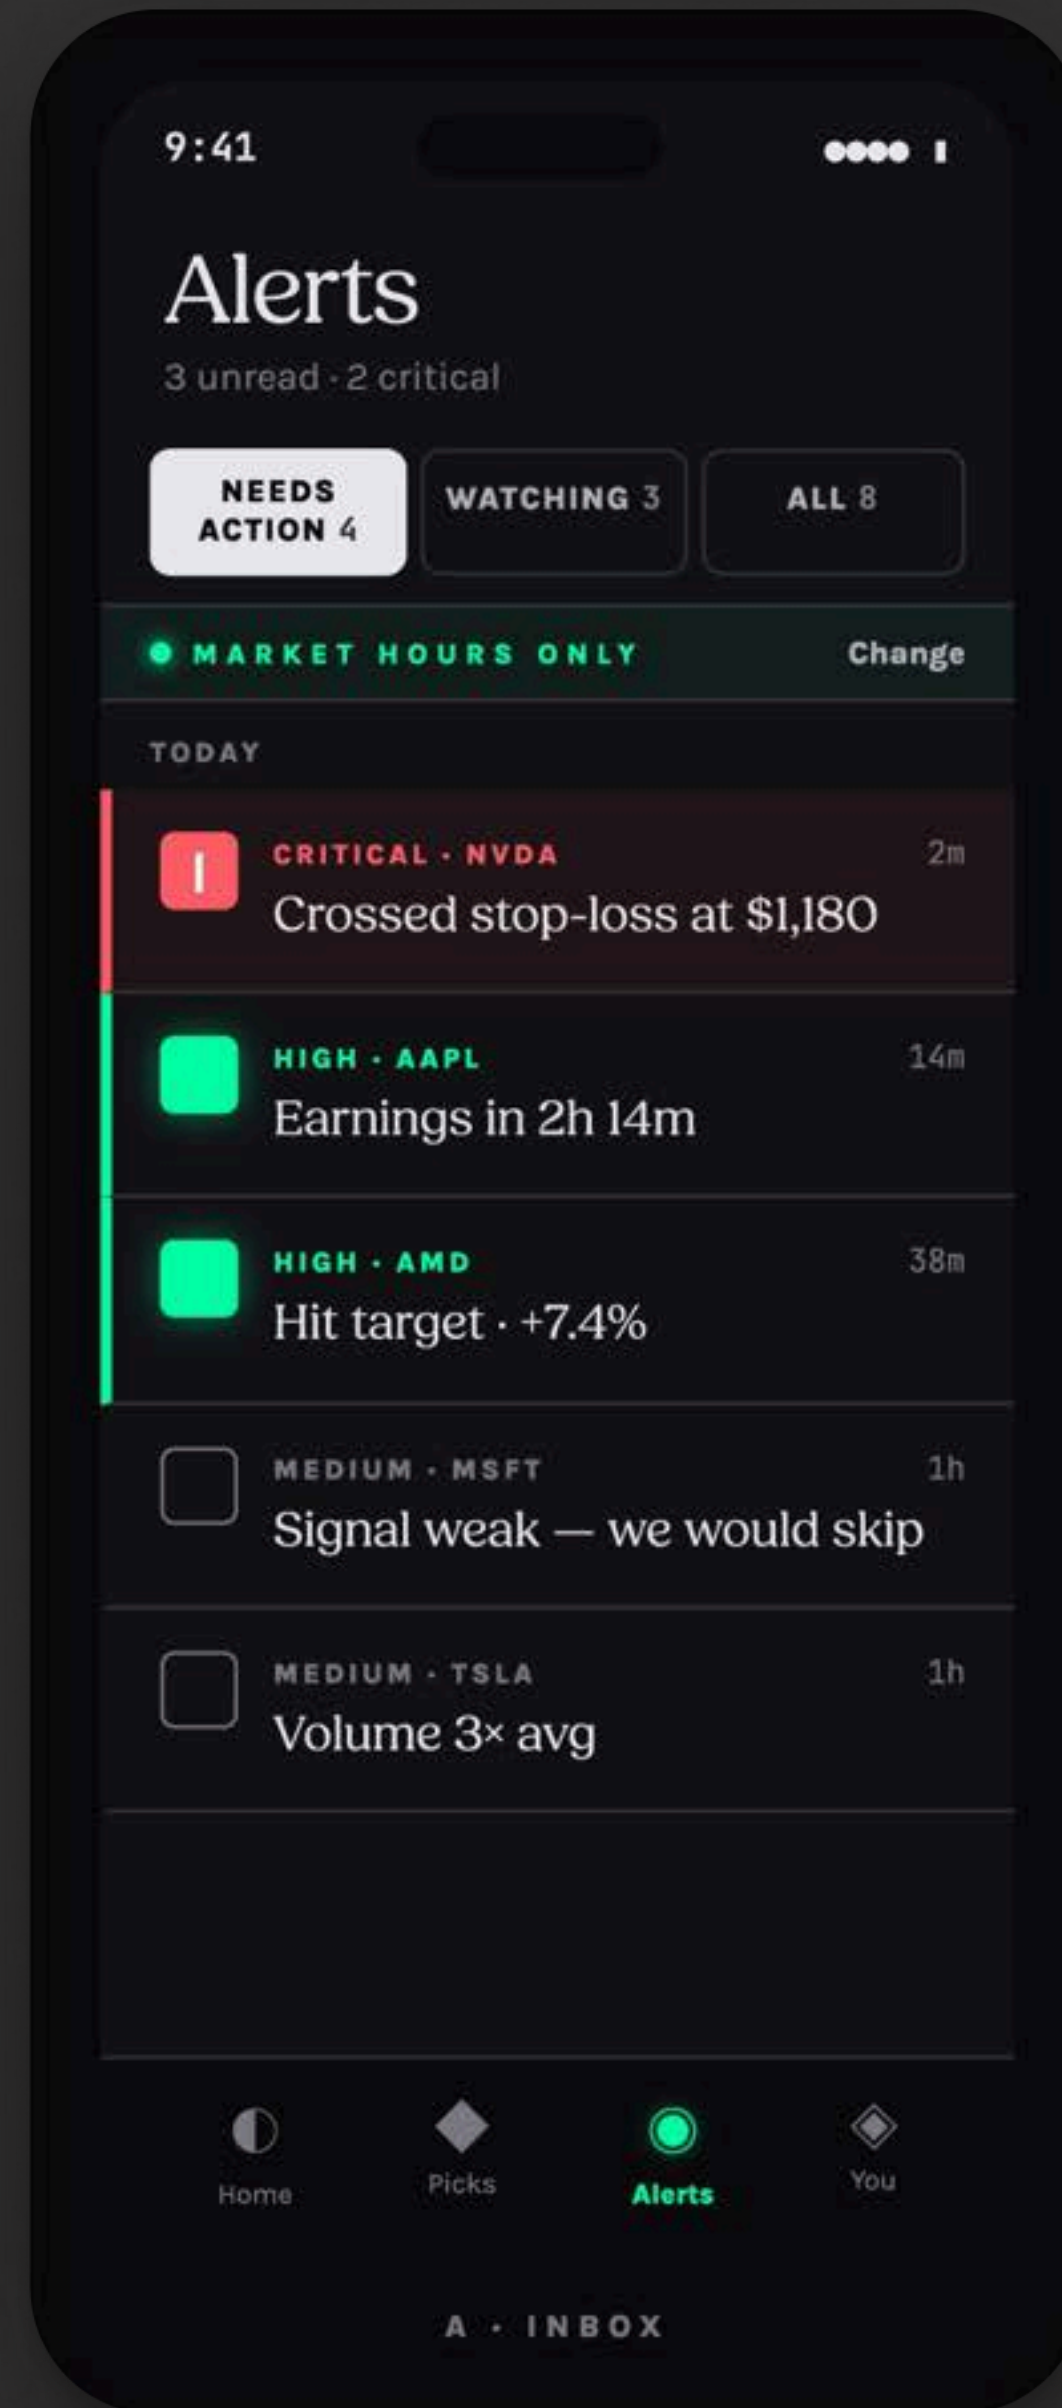 9:41
Alerts
3 unread · 2 critical
NEEDS
ACTION 4
WATCHING 3
ALL 8
MARKET HOURS ONLY
Change
TODAY
CRITICAL · NVDA
2m
Crossed stop-loss at $1,180
HIGH · AAPL
14m
Earnings in 2h 14m
HIGH · AMD
38m
Hit target · +7.4%
MEDIUM · MSFT
1h
Signal weak — we would skip
MEDIUM · TSLA
1h
Volume 3× avg
Home
Picks
Alerts
You
A · INBOX